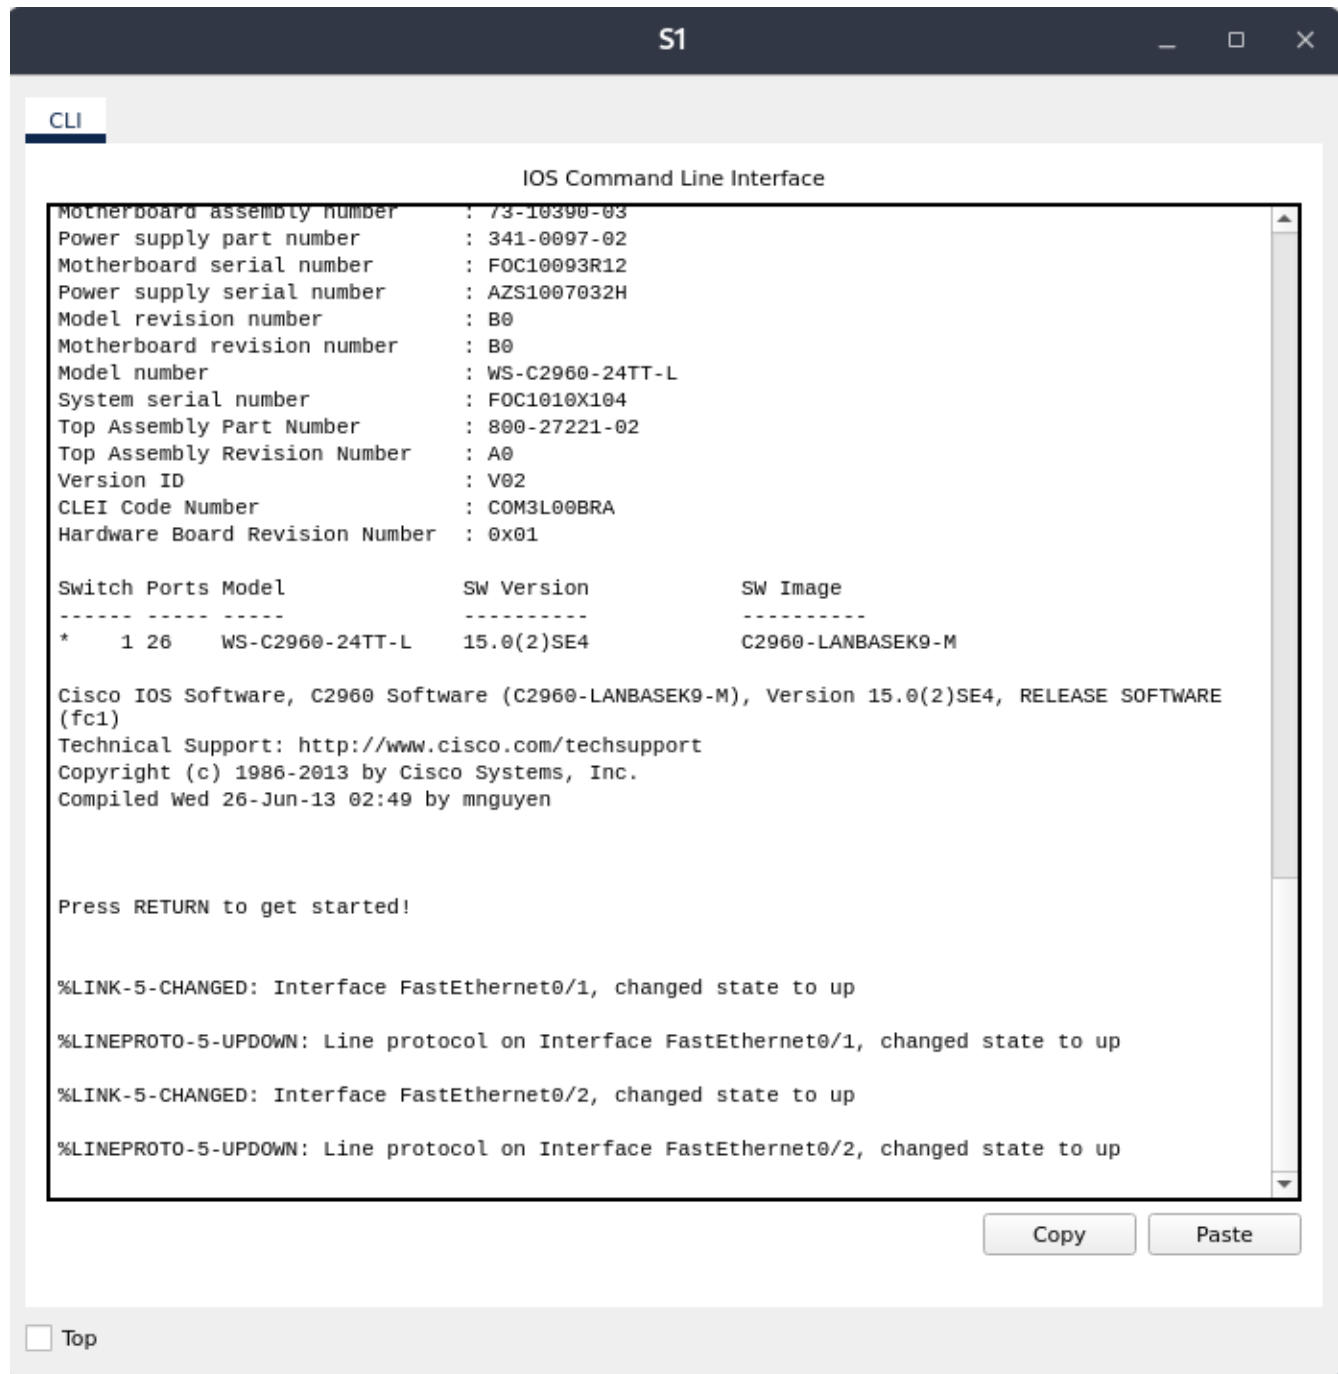 S1
CLI
IOS Command Line Interface
Motherboard assembly number     : 73-10390-03
Power supply part number        : 341-0097-02
Motherboard serial number       : FOC10093R12
Power supply serial number      : AZS1007032H
Model revision number           : B0
Motherboard revision number     : B0
Model number                    : WS-C2960-24TT-L
System serial number            : FOC1010X104
Top Assembly Part Number        : 800-27221-02
Top Assembly Revision Number    : A0
Version ID                      : V02
CLEI Code Number                : COM3L00BRA
Hardware Board Revision Number  : 0x01
Switch Ports Model              SW Version            SW Image
------ ----- -----              ----------            ----------
*    1 26    WS-C2960-24TT-L    15.0(2)SE4            C2960-LANBASEK9-M
Cisco IOS Software, C2960 Software (C2960-LANBASEK9-M), Version 15.0(2)SE4, RELEASE SOFTWARE
(fc1)
Technical Support: http://www.cisco.com/techsupport
Copyright (c) 1986-2013 by Cisco Systems, Inc.
Compiled Wed 26-Jun-13 02:49 by mnguyen
Press RETURN to get started!
%LINK-5-CHANGED: Interface FastEthernet0/1, changed state to up
%LINEPROTO-5-UPDOWN: Line protocol on Interface FastEthernet0/1, changed state to up
%LINK-5-CHANGED: Interface FastEthernet0/2, changed state to up
%LINEPROTO-5-UPDOWN: Line protocol on Interface FastEthernet0/2, changed state to up
Copy
Paste
Top